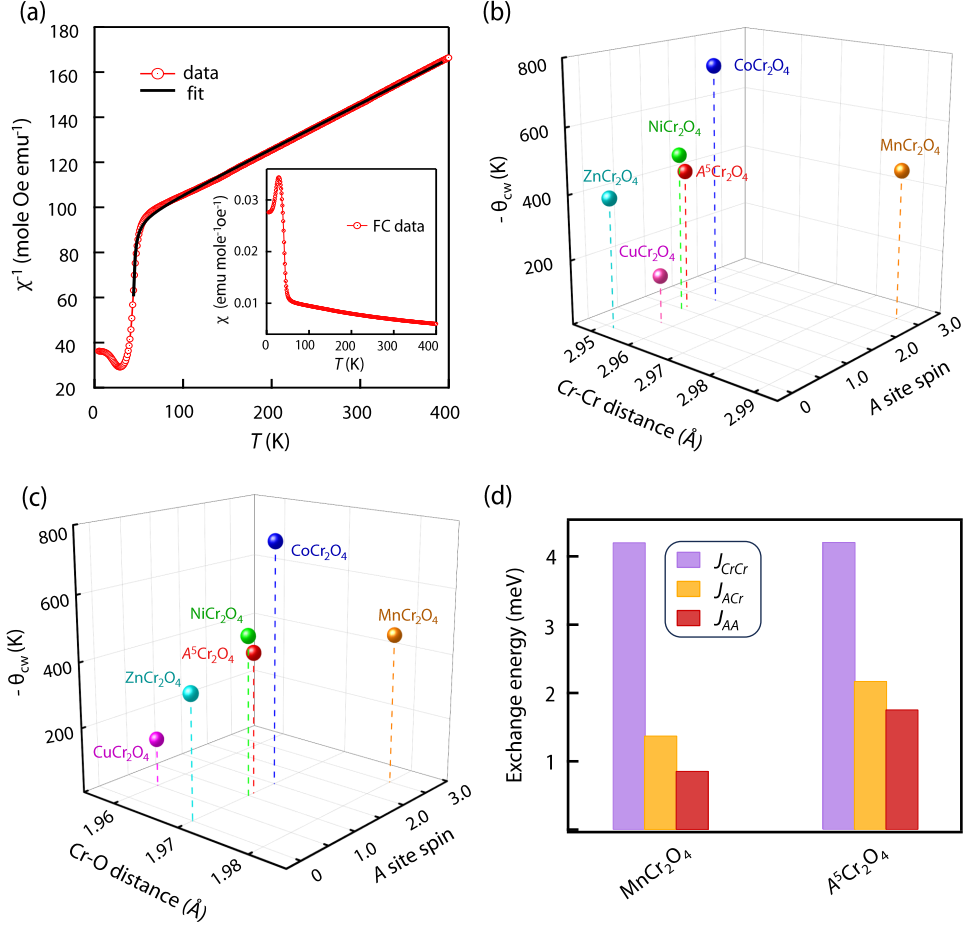 (a)
180
160
140
120
100
80
60
40
20
χ⁻¹ (mole Oe emu⁻¹)
data
fit
0
100
200
300
400
T (K)
0.03
0.02
0.01
χ (emu mole⁻¹oe⁻¹)
FC data
0
100
200
300
400
T (K)
(b)
800
600
400
200
- θcw (K)
CoCr₂O₄
NiCr₂O₄
MnCr₂O₄
A⁵Cr₂O₄
ZnCr₂O₄
CuCr₂O₄
2.95
2.96
2.97
2.98
2.99
Cr-Cr distance (Å)
0
1.0
2.0
3.0
A site spin
(c)
800
600
400
200
- θcw (K)
CoCr₂O₄
NiCr₂O₄
MnCr₂O₄
A⁵Cr₂O₄
ZnCr₂O₄
CuCr₂O₄
1.96
1.97
1.98
Cr-O distance (Å)
0
1.0
2.0
3.0
A site spin
(d)
4
3
2
1
Exchange energy (meV)
J_CrCr
J_ACr
J_AA
MnCr₂O₄
A⁵Cr₂O₄